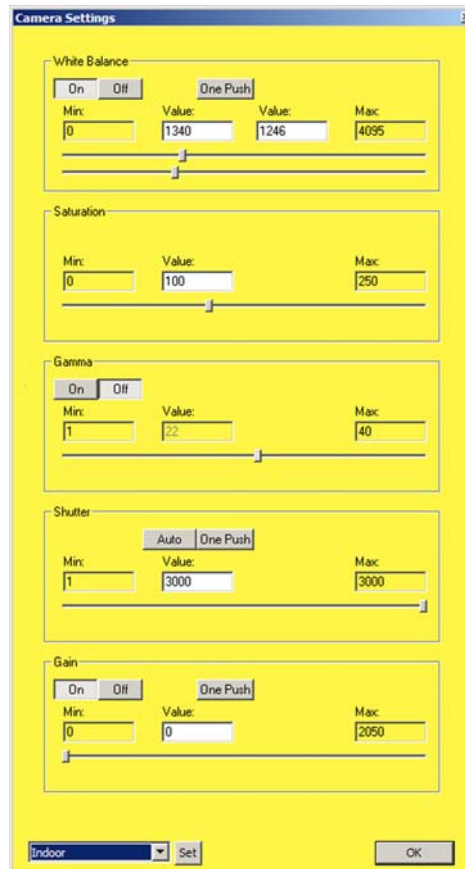 Camera Settings
White Balance
On Off One Push
Min: Value: Value: Max:
0 1340 1246 4095
Saturation
Min: Value: Max:
0 100 250
Gamma
On Off
Min: Value: Max:
1 22 40
Shutter
Auto One Push
Min: Value: Max:
1 3000 3000
Gain
On Off One Push
Min: Value: Max:
0 0 2050
Indoor Set OK